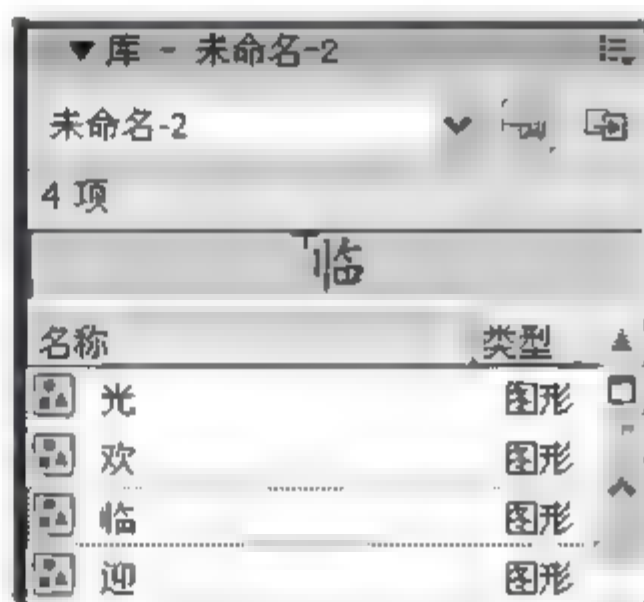 库 - 未命名-2
未命名-2
4 项
临
名称 类型
光 图形
欢 图形
临 图形
迎 图形